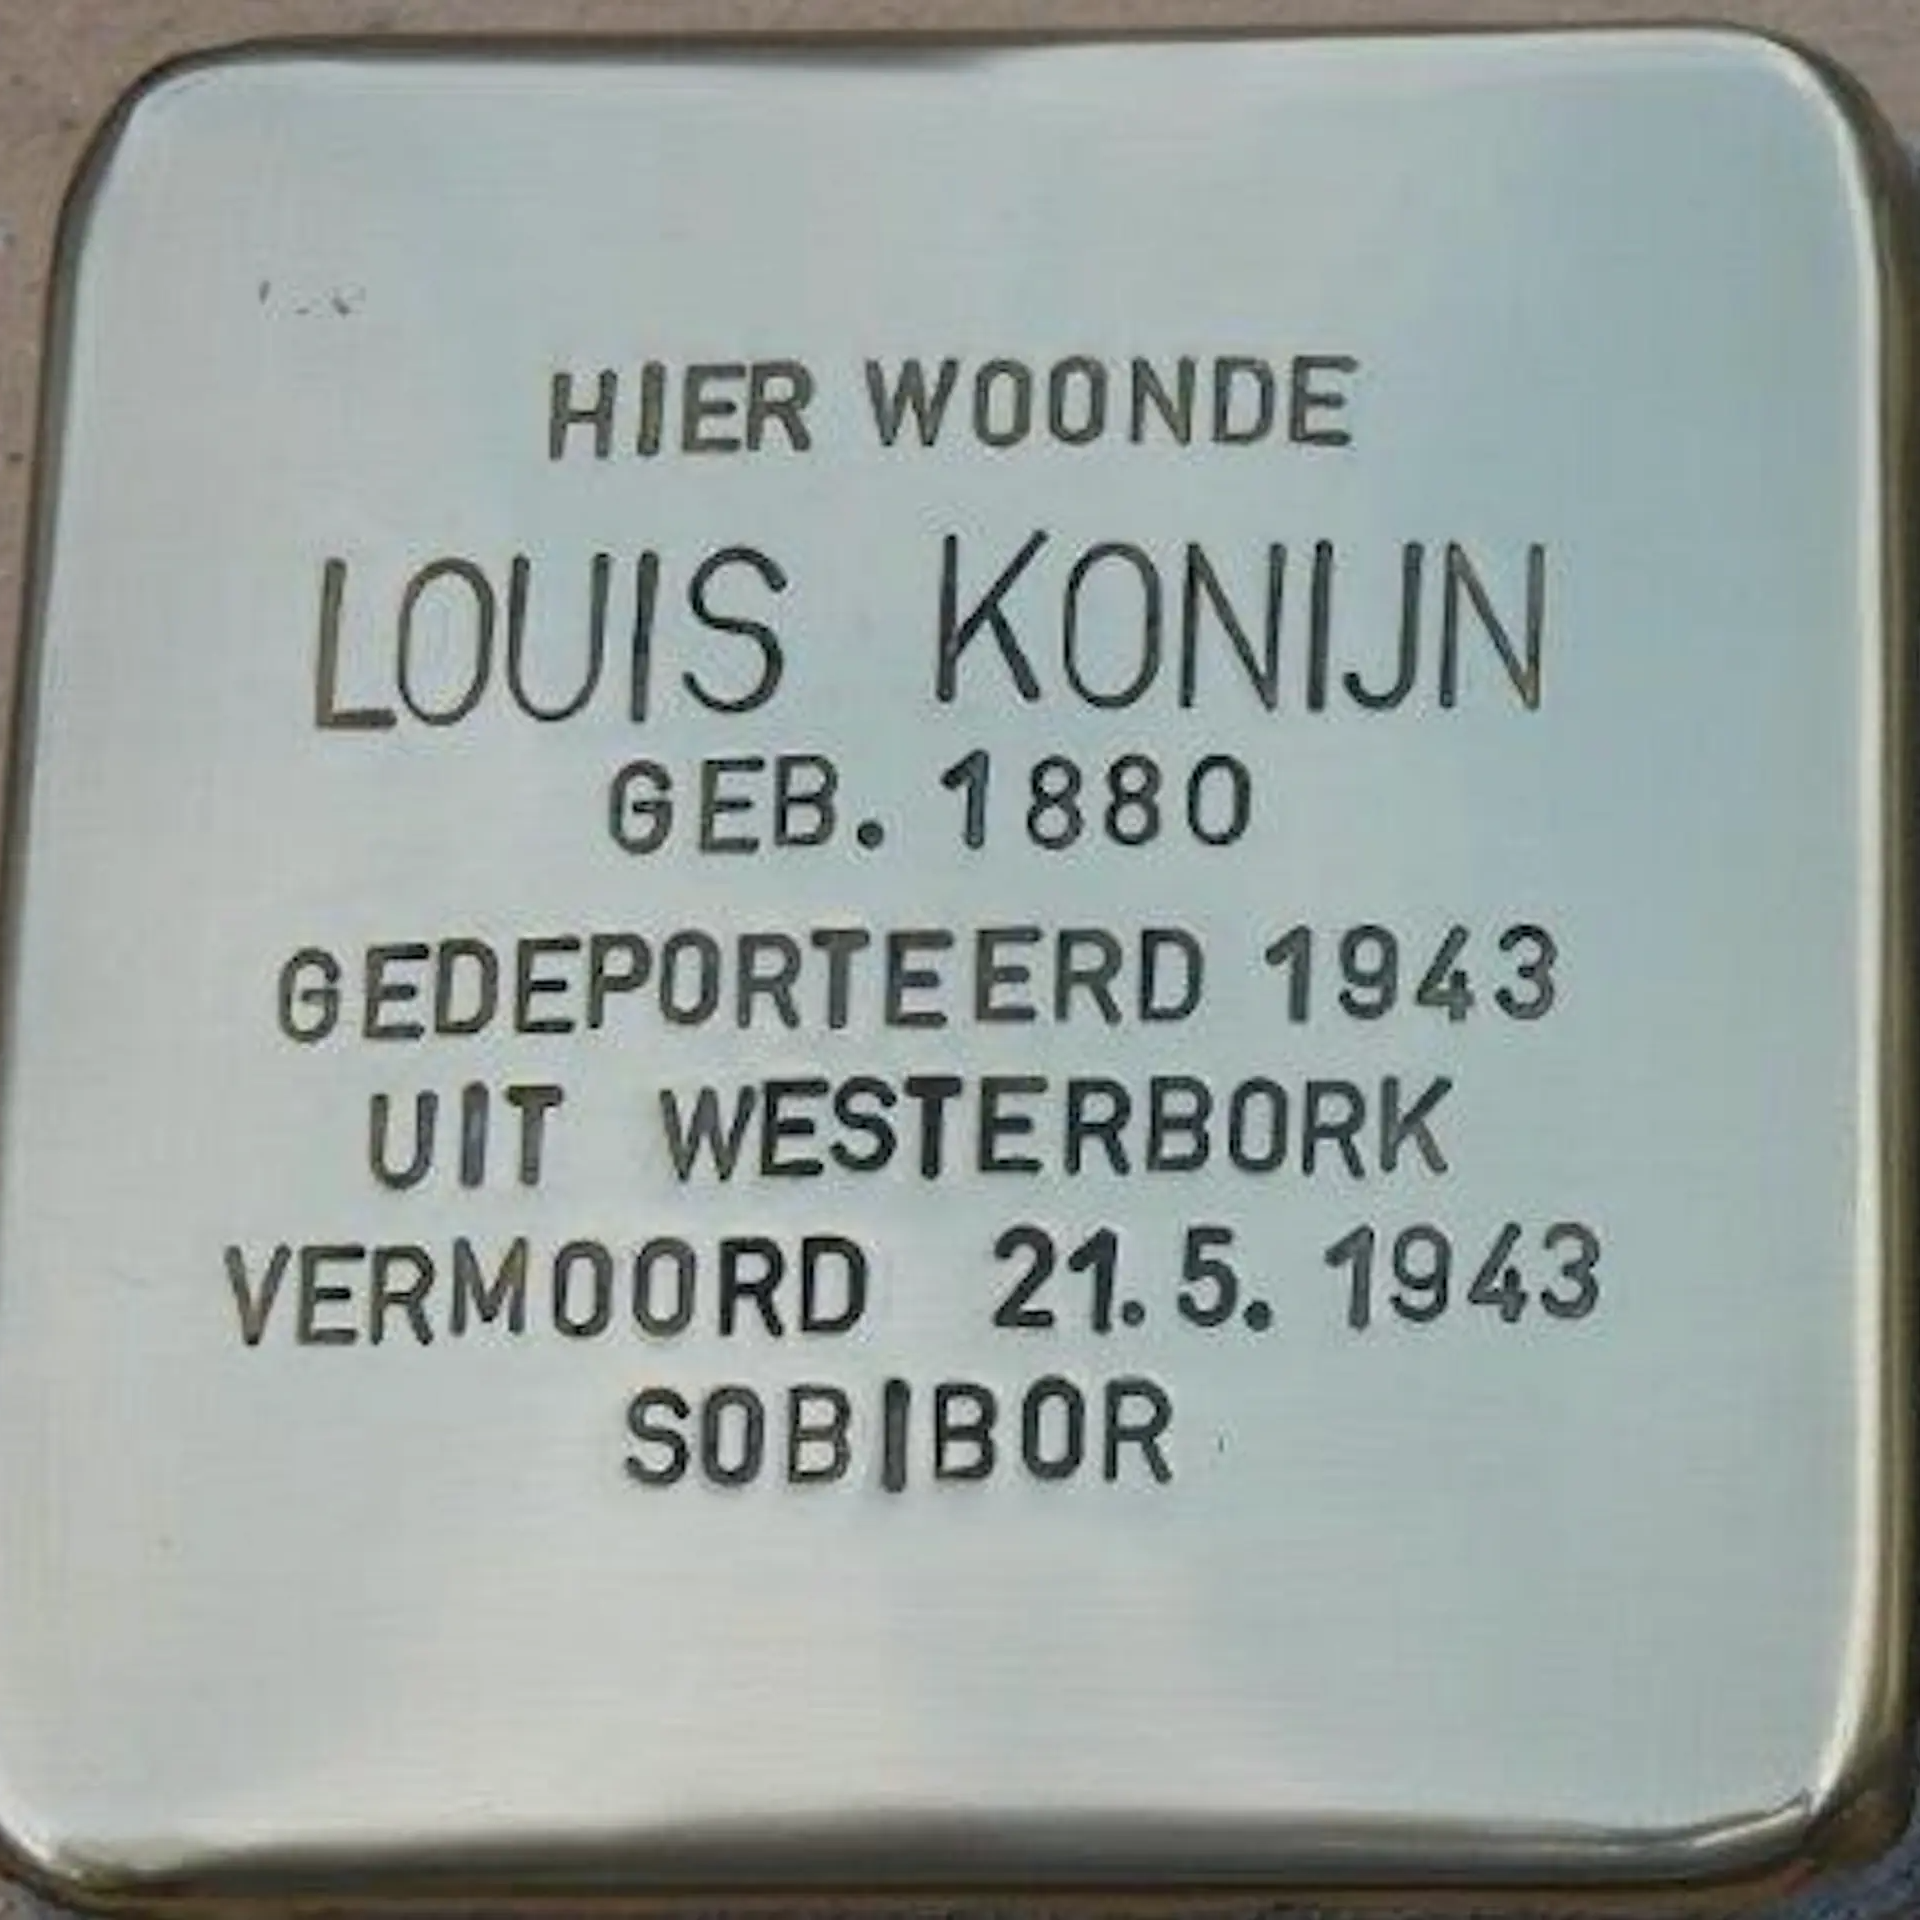 HIER WOONDE
LOUIS KONIJN
GEB. 1880
GEDEPORTEERD 1943
UIT WESTERBORK
VERMOORD 21.5.1943
SOBIBOR